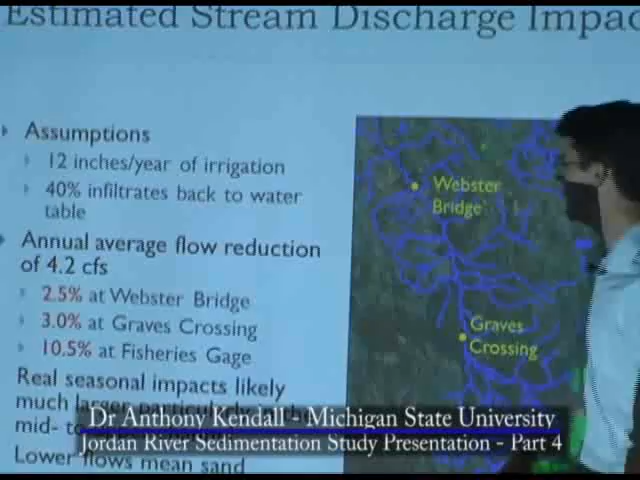 Estimated Stream Discharge Impac
Assumptions
12 inches/year of irrigation
40% infiltrates back to water
table
Annual average flow reduction
of 4.2 cfs
2.5% at Webster Bridge
3.0% at Graves Crossing
10.5% at Fisheries Gage
Real seasonal impacts likely
much larger, particularly
mid- to
Lower flows mean sand
Webster
Bridge
Graves
Crossing
Dr Anthony Kendall - Michigan State University
Jordan River Sedimentation Study Presentation - Part 4